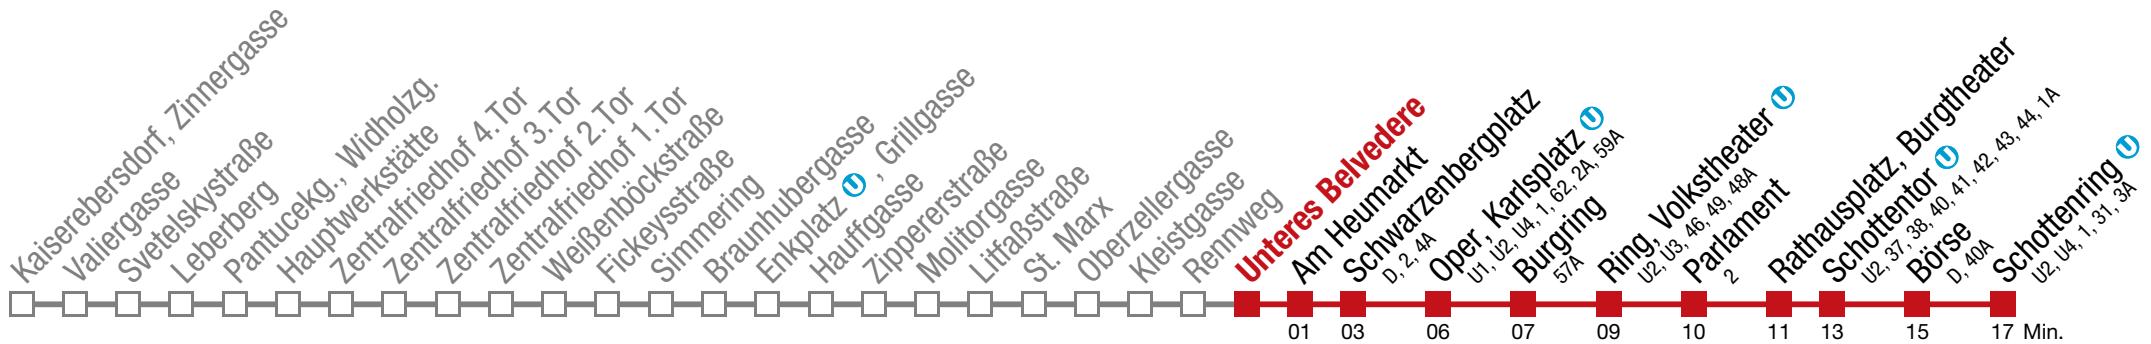 Kaiserebersdorf, Zinnergasse
Valiergasse
Svetelskystraße
Leberberg
Pantucekg., Widholzg.
Hauptwerkstätte
Zentralfriedhof 4.Tor
Zentralfriedhof 3.Tor
Zentralfriedhof 2.Tor
Zentralfriedhof 1.Tor
Weißenböckstraße
Fickeysstraße
Simmering
Braunhubergasse
Enkplatz U , Grillgasse
Hauffgasse
Zippererstraße
Molitorgasse
Litfaßstraße
St. Marx
Oberzellergasse
Kleistgasse
Rennweg
Unteres Belvedere
Am Heumarkt
Schwarzenbergplatz
D, 2, 4A
Oper, Karlsplatz U
U1, U2, U4, 1, 62, 2A, 59A
Burgring
57A
Ring, Volkstheater U
U2, U3, 46, 49, 48A
Parlament
2
Rathausplatz, Burgtheater
Schottentor U
U2, 37, 38, 40, 41, 42, 43, 44, 1A
Börse
D, 40A
Schottenring U
U2, U4, 1, 31, 3A
01 03 06 07 09 10 11 13 15 17 Min.